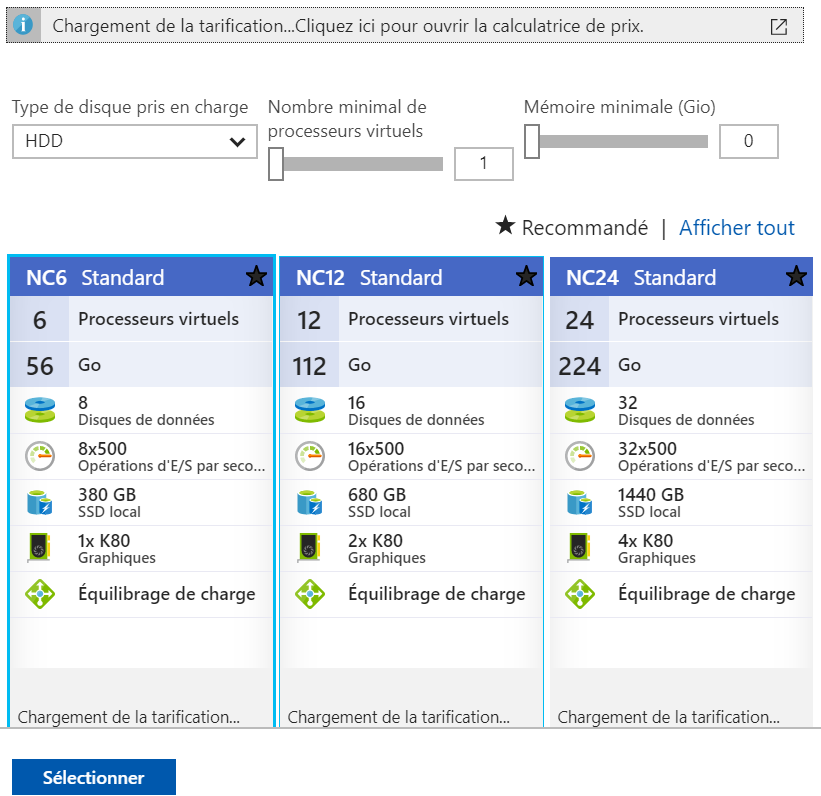 Chargement de la tarification...Cliquez ici pour ouvrir la calculatrice de prix.
Type de disque pris en charge
HDD
Nombre minimal de
processeurs virtuels
1
Mémoire minimale (Gio)
0
★ Recommandé | Afficher tout
NC6 Standard
6 Processeurs virtuels
56 Go
8
Disques de données
8x500
Opérations d'E/S par seco...
380 GB
SSD local
1x K80
Graphiques
Équilibrage de charge
Chargement de la tarification...
NC12 Standard
12 Processeurs virtuels
112 Go
16
Disques de données
16x500
Opérations d'E/S par seco...
680 GB
SSD local
2x K80
Graphiques
Équilibrage de charge
Chargement de la tarification...
NC24 Standard
24 Processeurs virtuels
224 Go
32
Disques de données
32x500
Opérations d'E/S par seco...
1440 GB
SSD local
4x K80
Graphiques
Équilibrage de charge
Chargement de la tarification...
Sélectionner